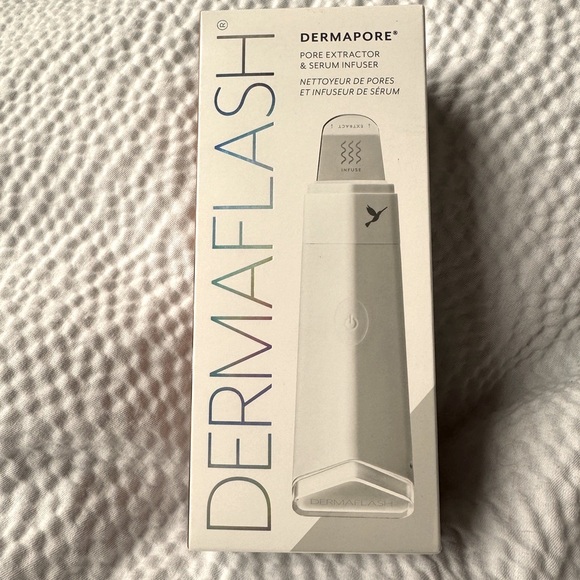 DERMAFLASH®
DERMAPORE®
PORE EXTRACTOR
& SERUM INFUSER
NETTOYEUR DE PORES
ET INFUSEUR DE SÉRUM
EXTRACT
INFUSE
DERMAFLASH